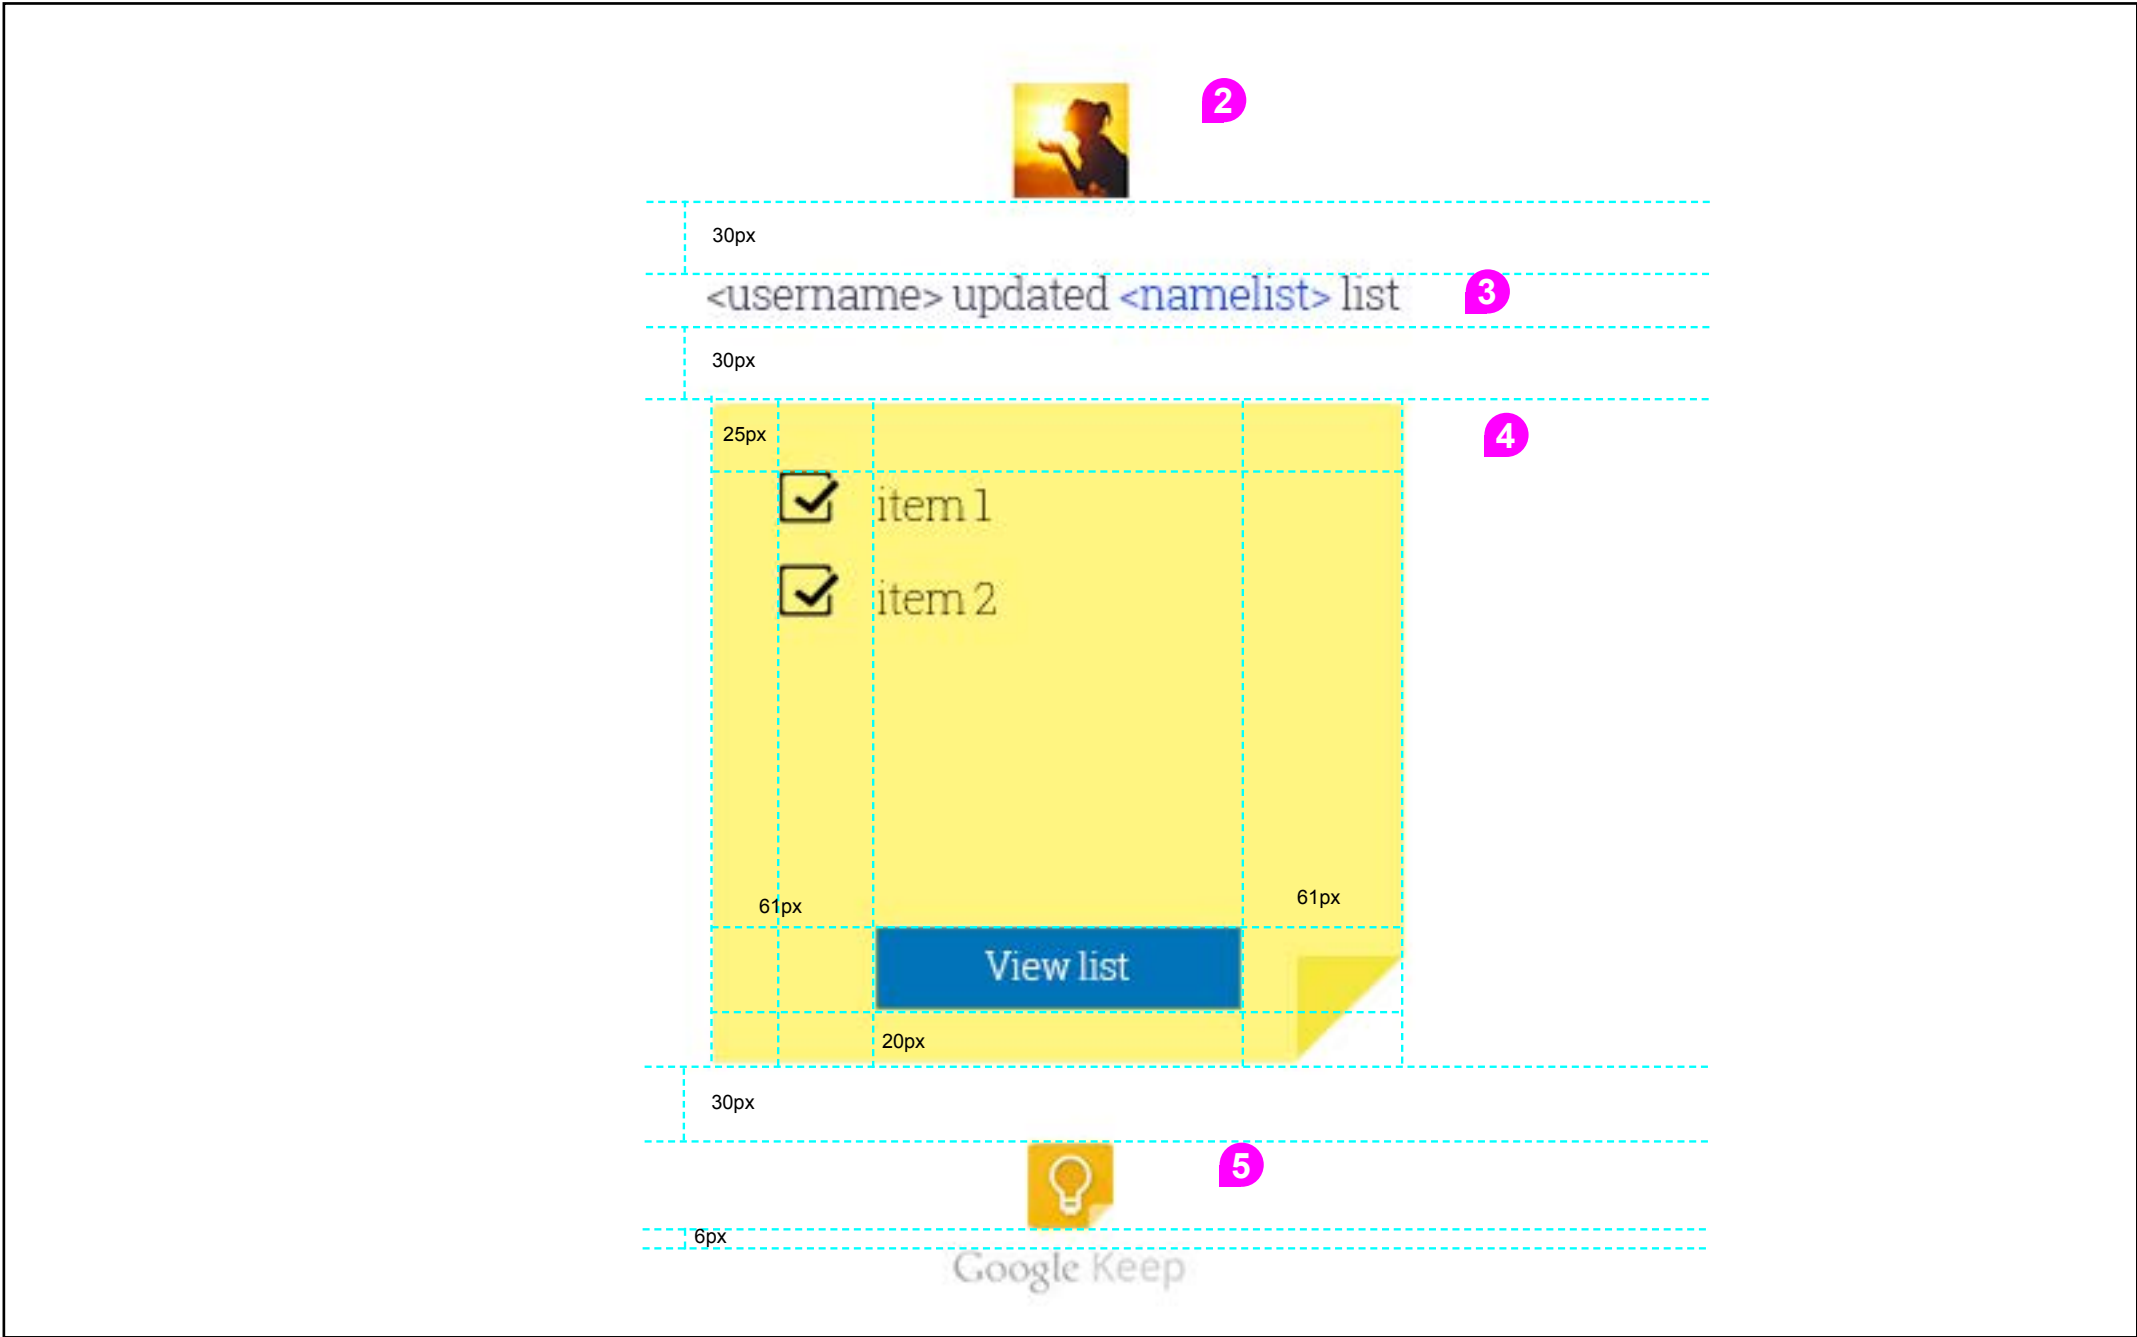 2
30px
<username> updated <namelist> list
3
30px
25px
4
item 1
item 2
61px
61px
View list
20px
30px
5
6px
Google Keep